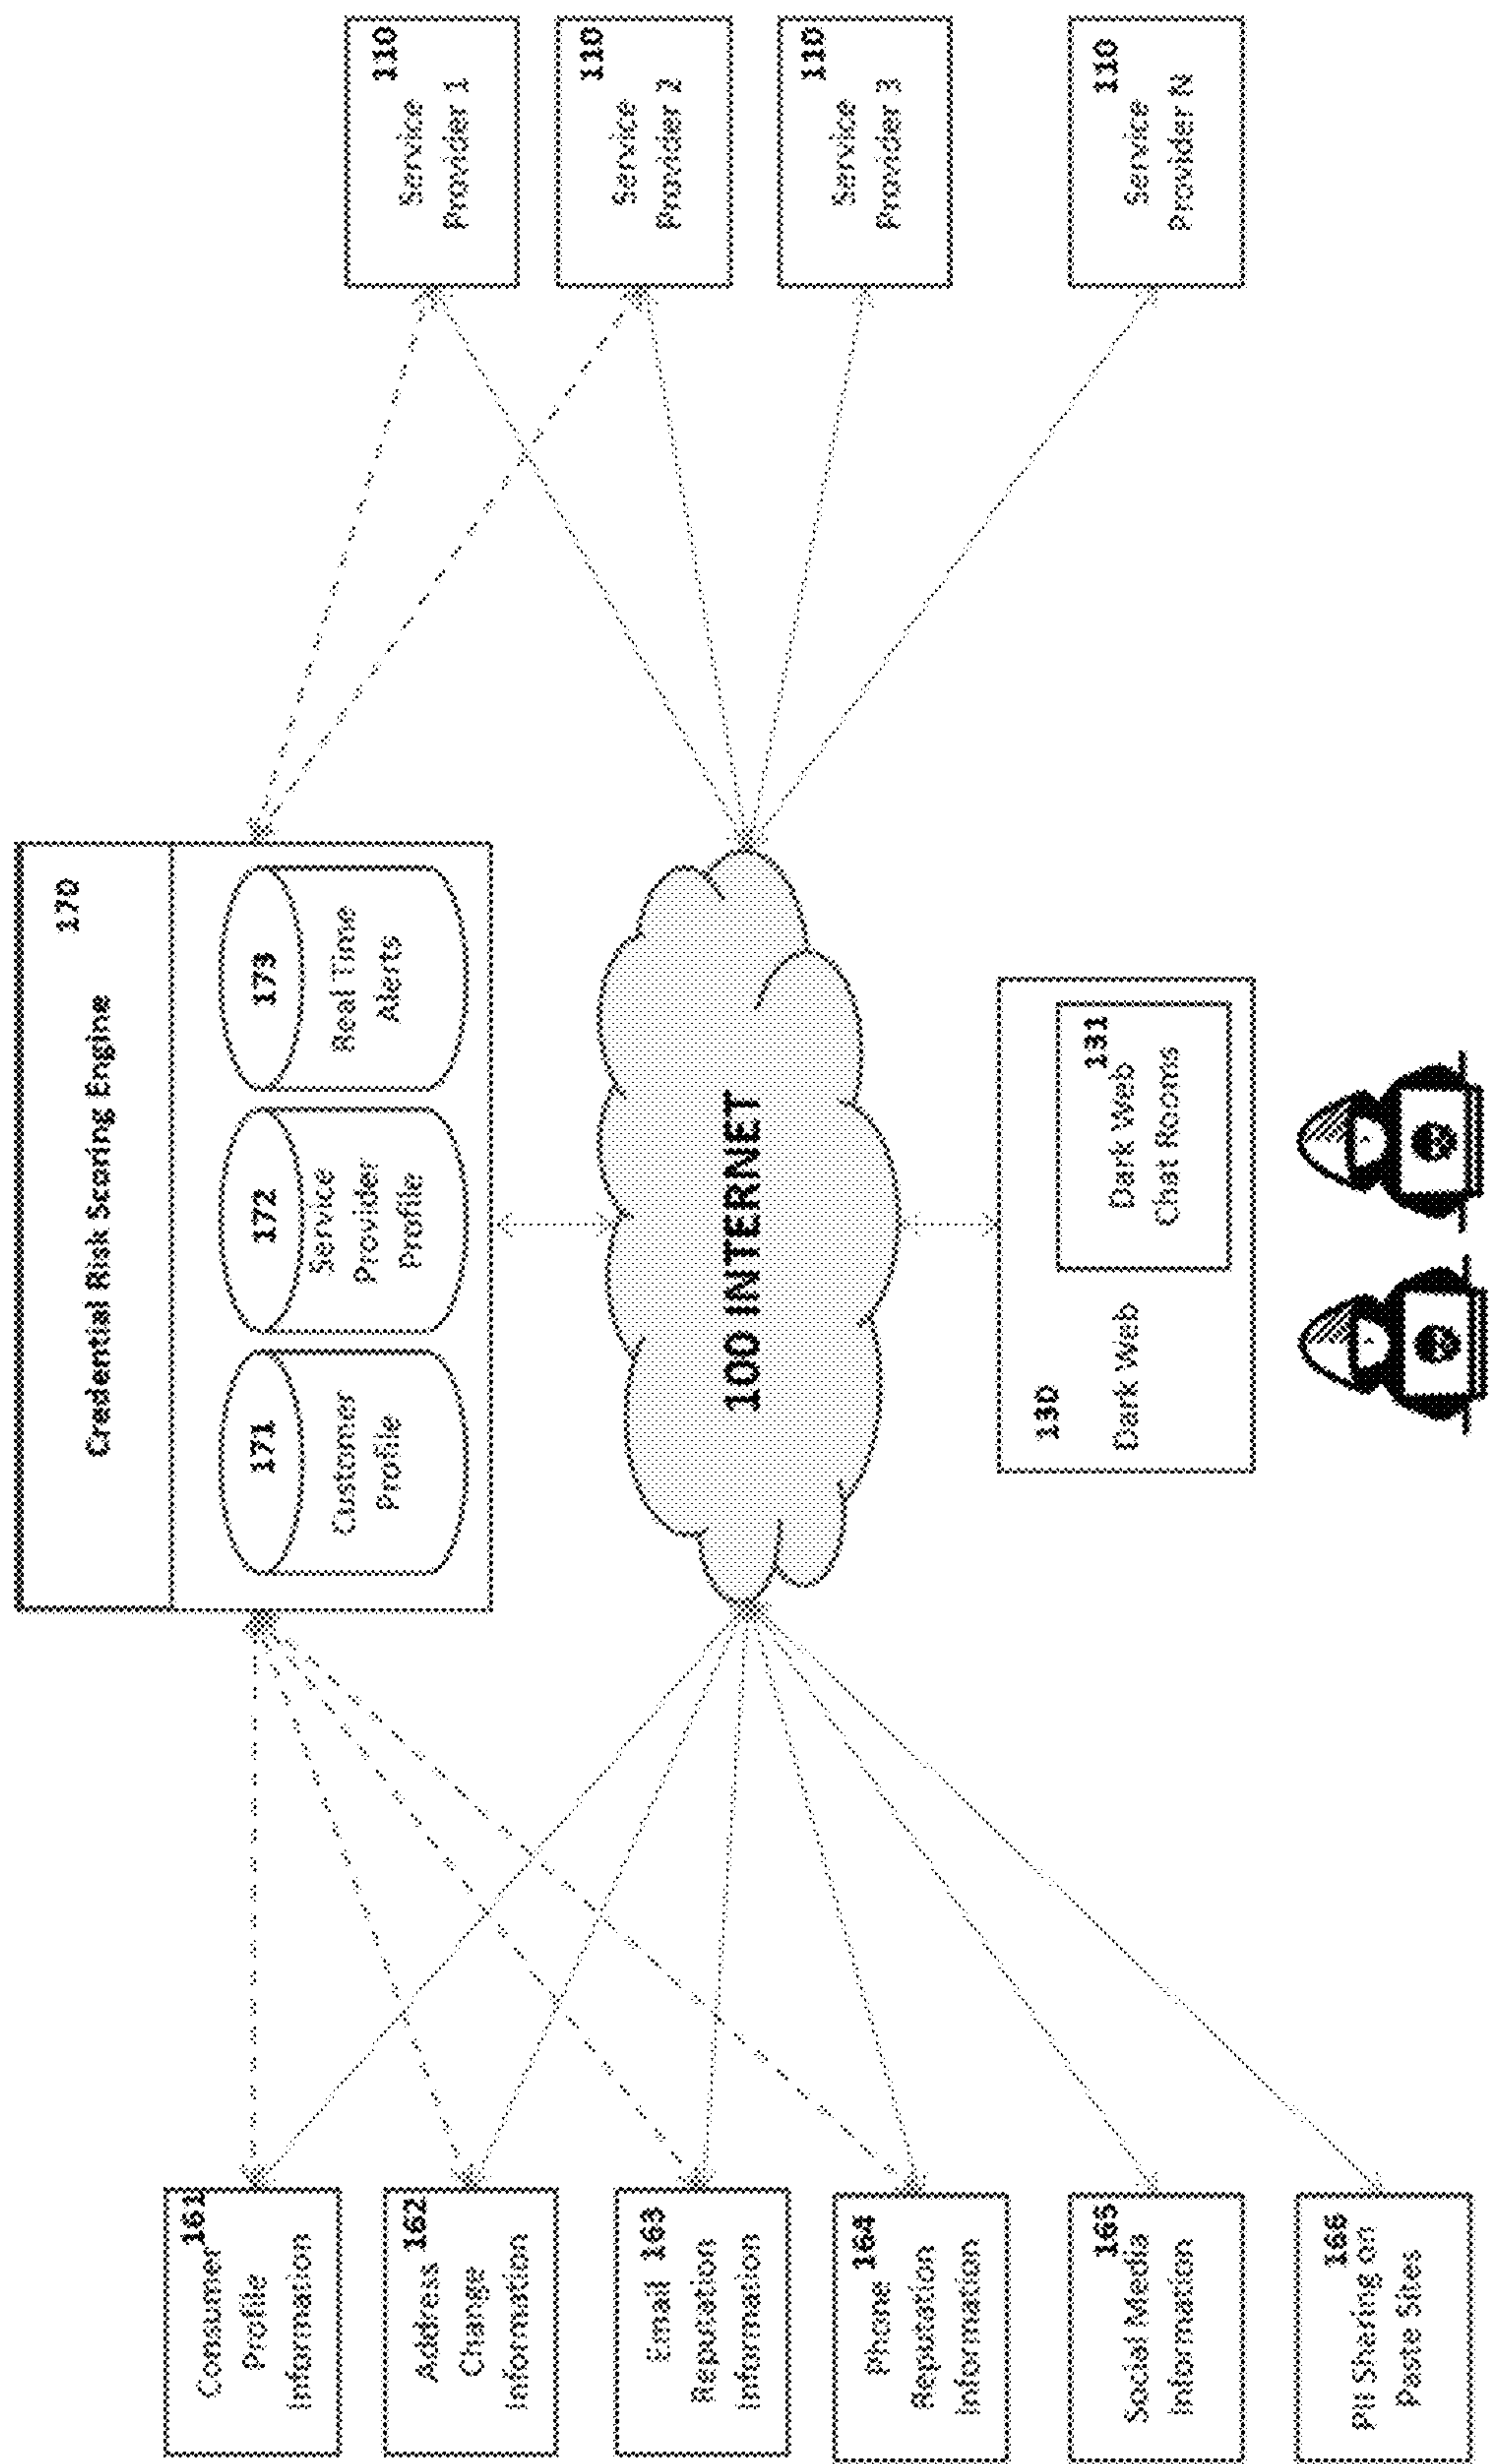 Credential Risk Scoring Engine
170
171
Customer
Profile
172
Service
Provider
Profile
173
Real Time
Alerts
161
Consumer
Profile
Information
Address 162
Change
Information
Email 163
Reputation
Information
164
Phone
Reputation
Information
165
Social Media
Information
166
PII Sharing on
Paste Sites
100 INTERNET
110
Service
Provider 1
110
Service
Provider 2
110
Service
Provider 3
110
Service
Provider N
130
Dark Web
131
Dark Web
Chat Rooms